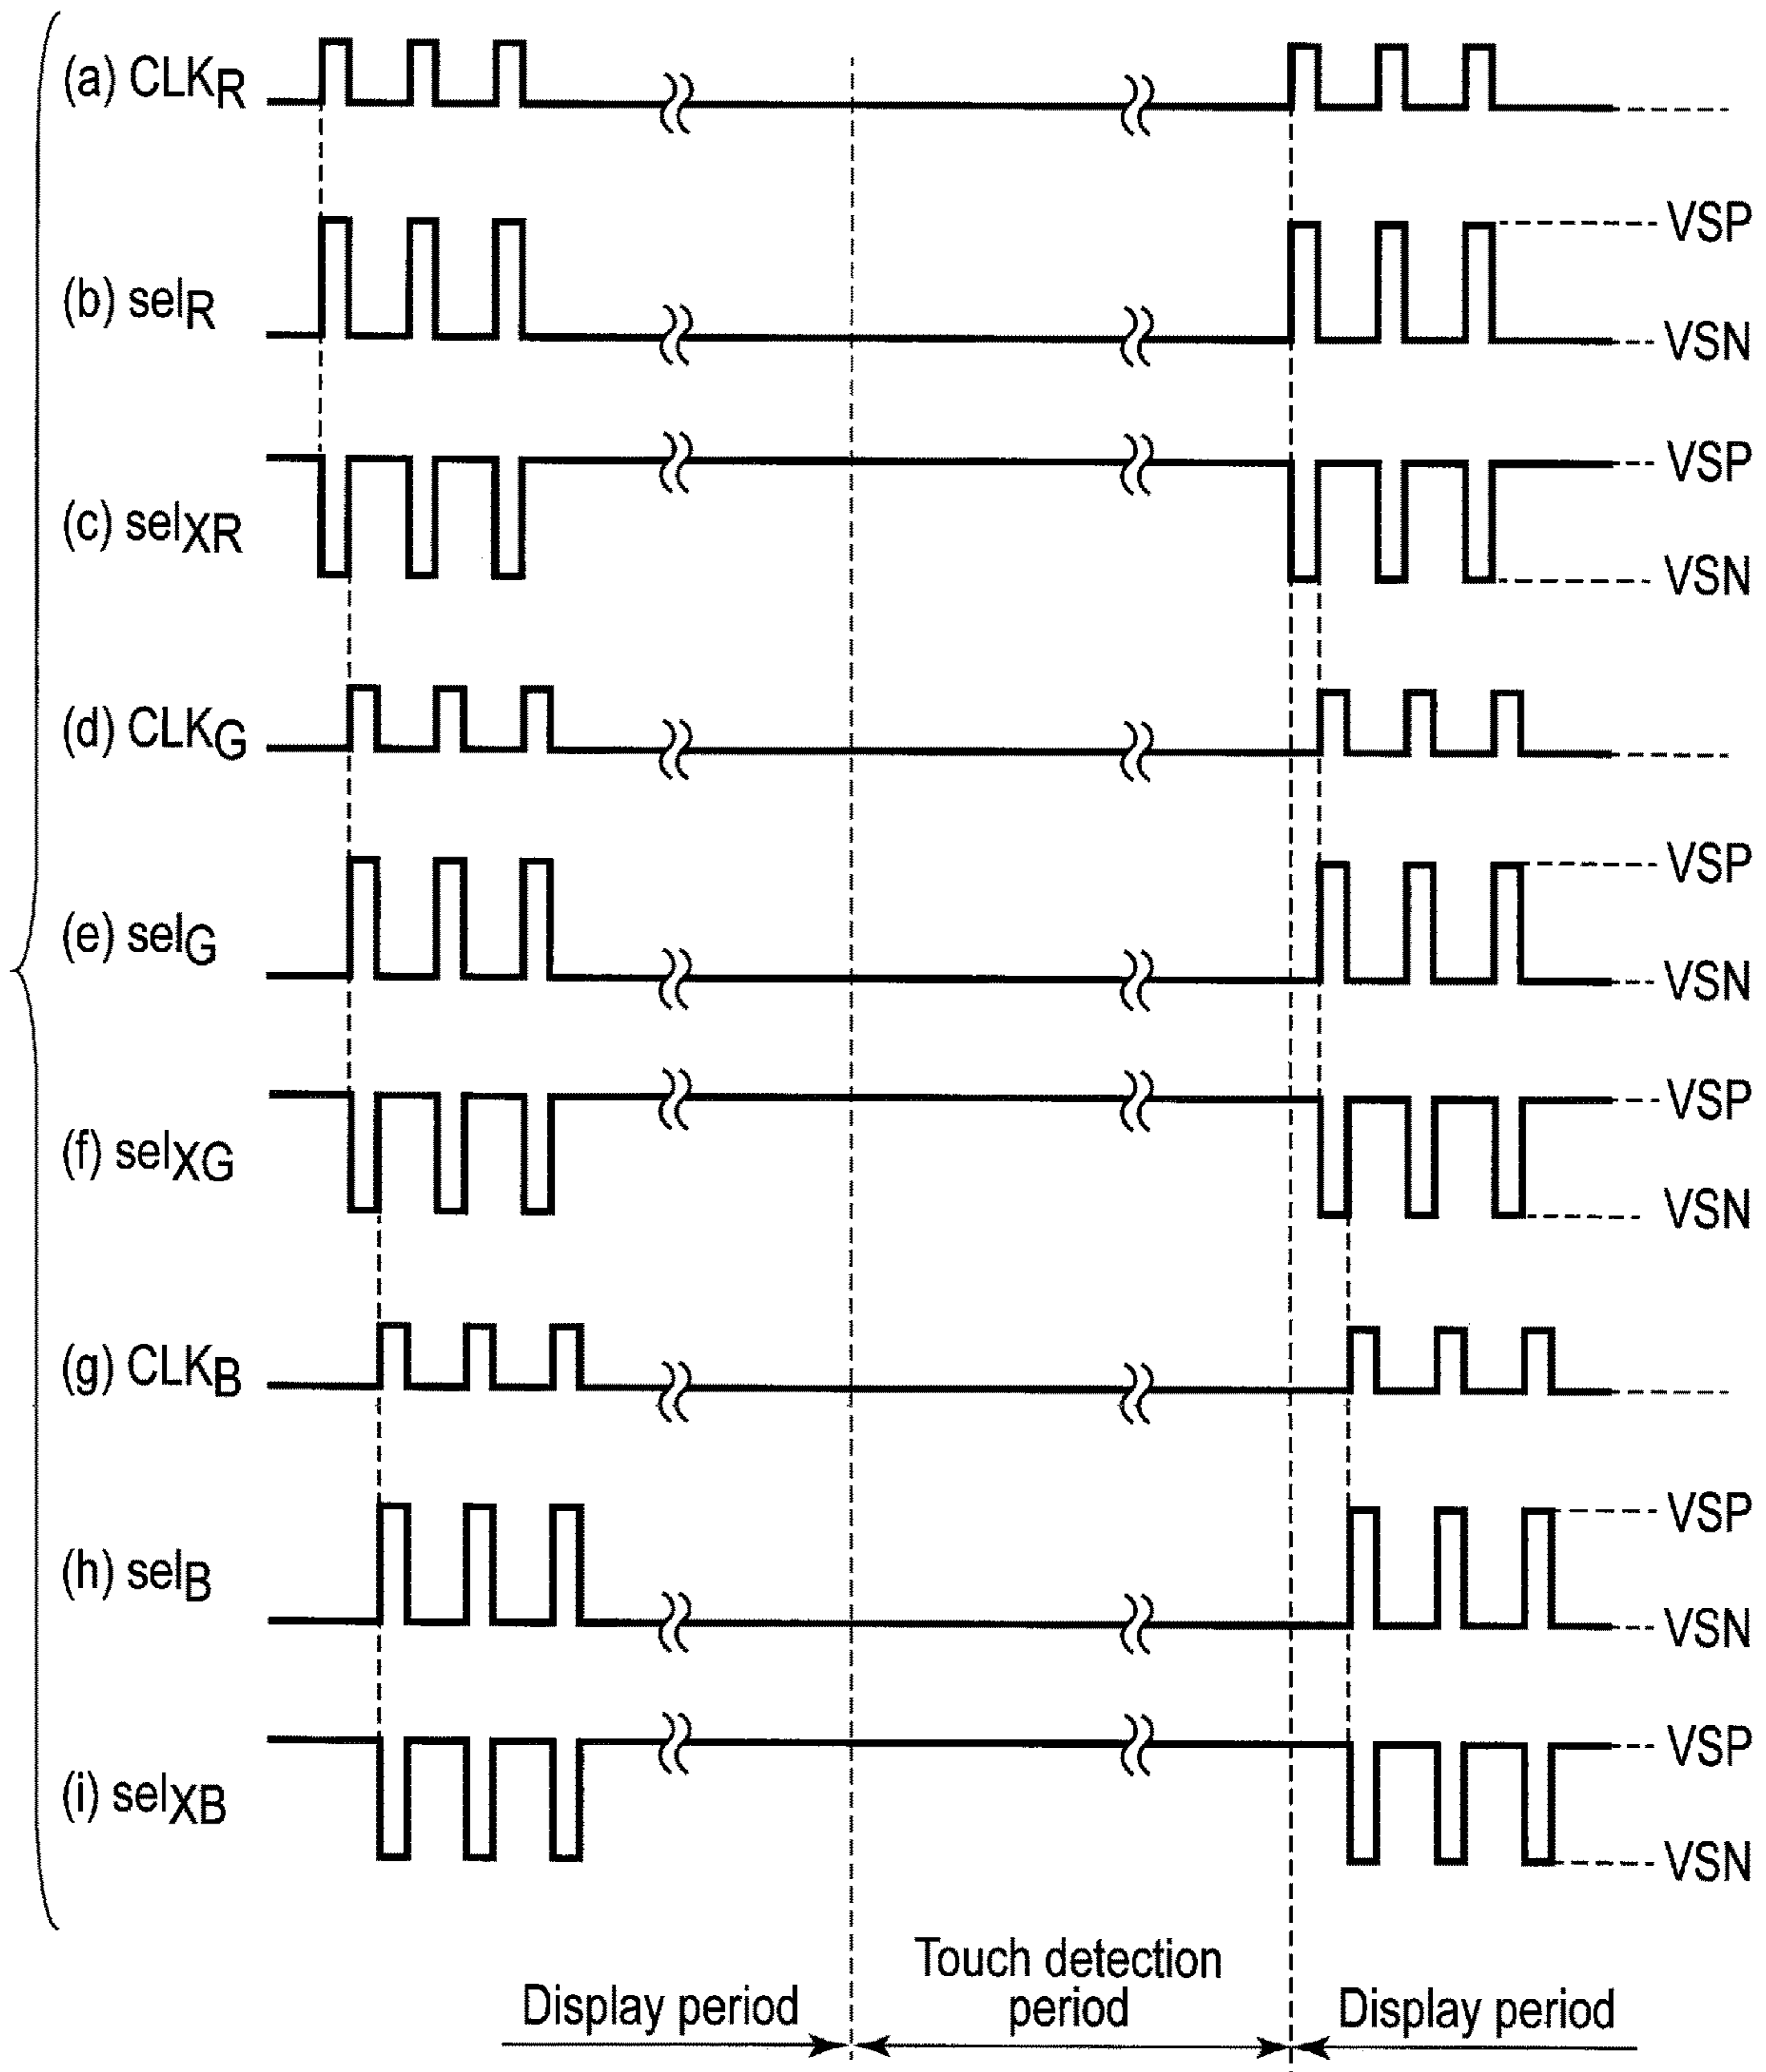 (a) CLKR
VSP
(b) selR
VSN
VSP
(c) selXR
VSN
(d) CLKG
VSP
(e) selG
VSN
VSP
(f) selXG
VSN
(g) CLKB
VSP
(h) selB
VSN
VSP
(i) selXB
VSN
Display period
Touch detection
period
Display period